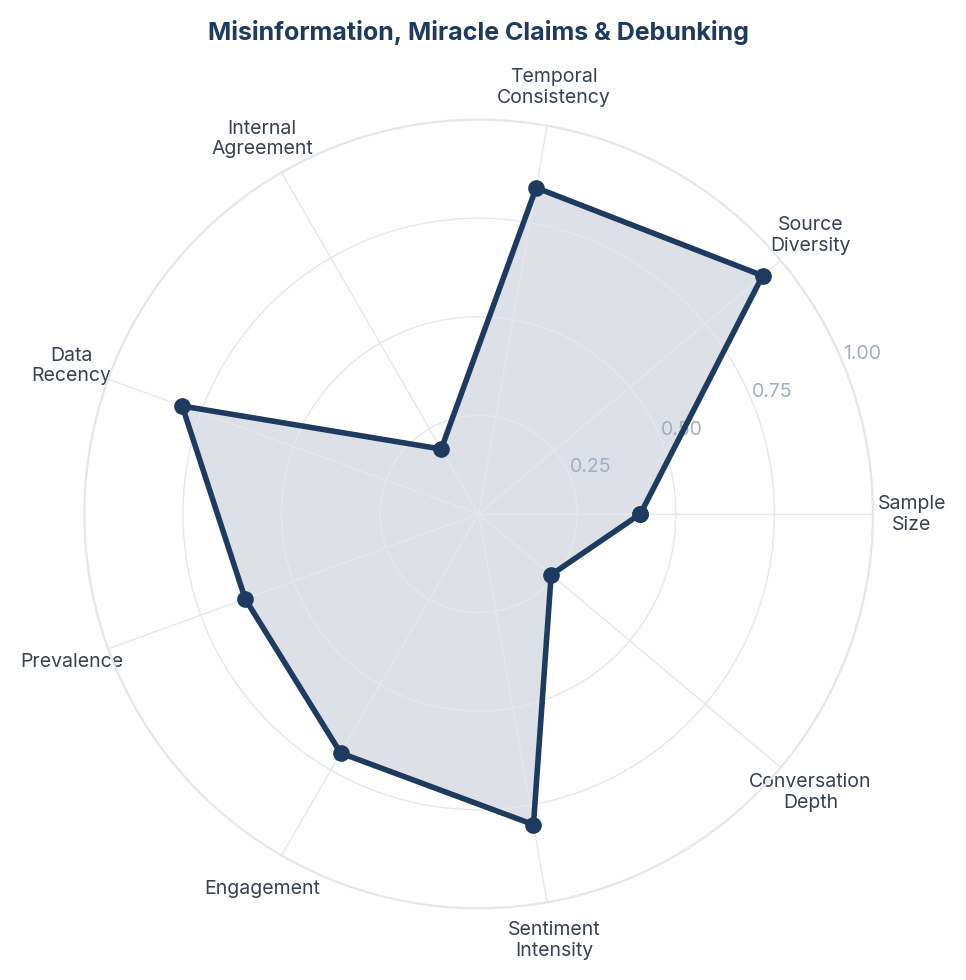 Misinformation, Miracle Claims & Debunking
Temporal
Consistency
Internal
Agreement
Source
Diversity
Data
Recency
1.00
0.75
0.50
0.25
Sample
Size
Prevalence
Conversation
Depth
Engagement
Sentiment
Intensity